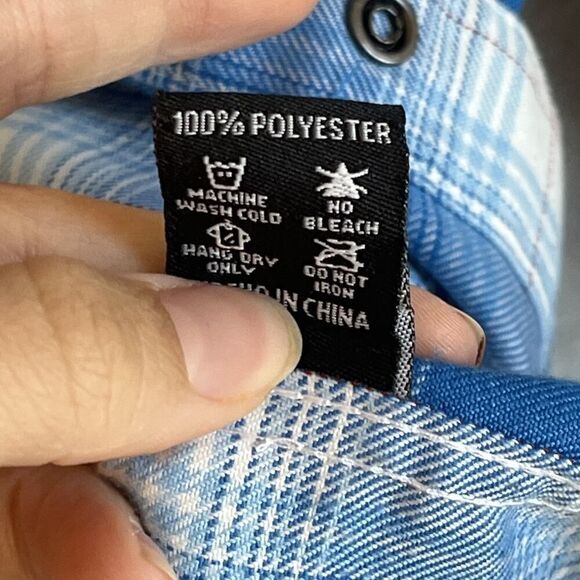 100% POLYESTER
MACHINE
WASH COLD
NO
BLEACH
HANG DRY
ONLY
DO NOT
IRON
IN CHINA